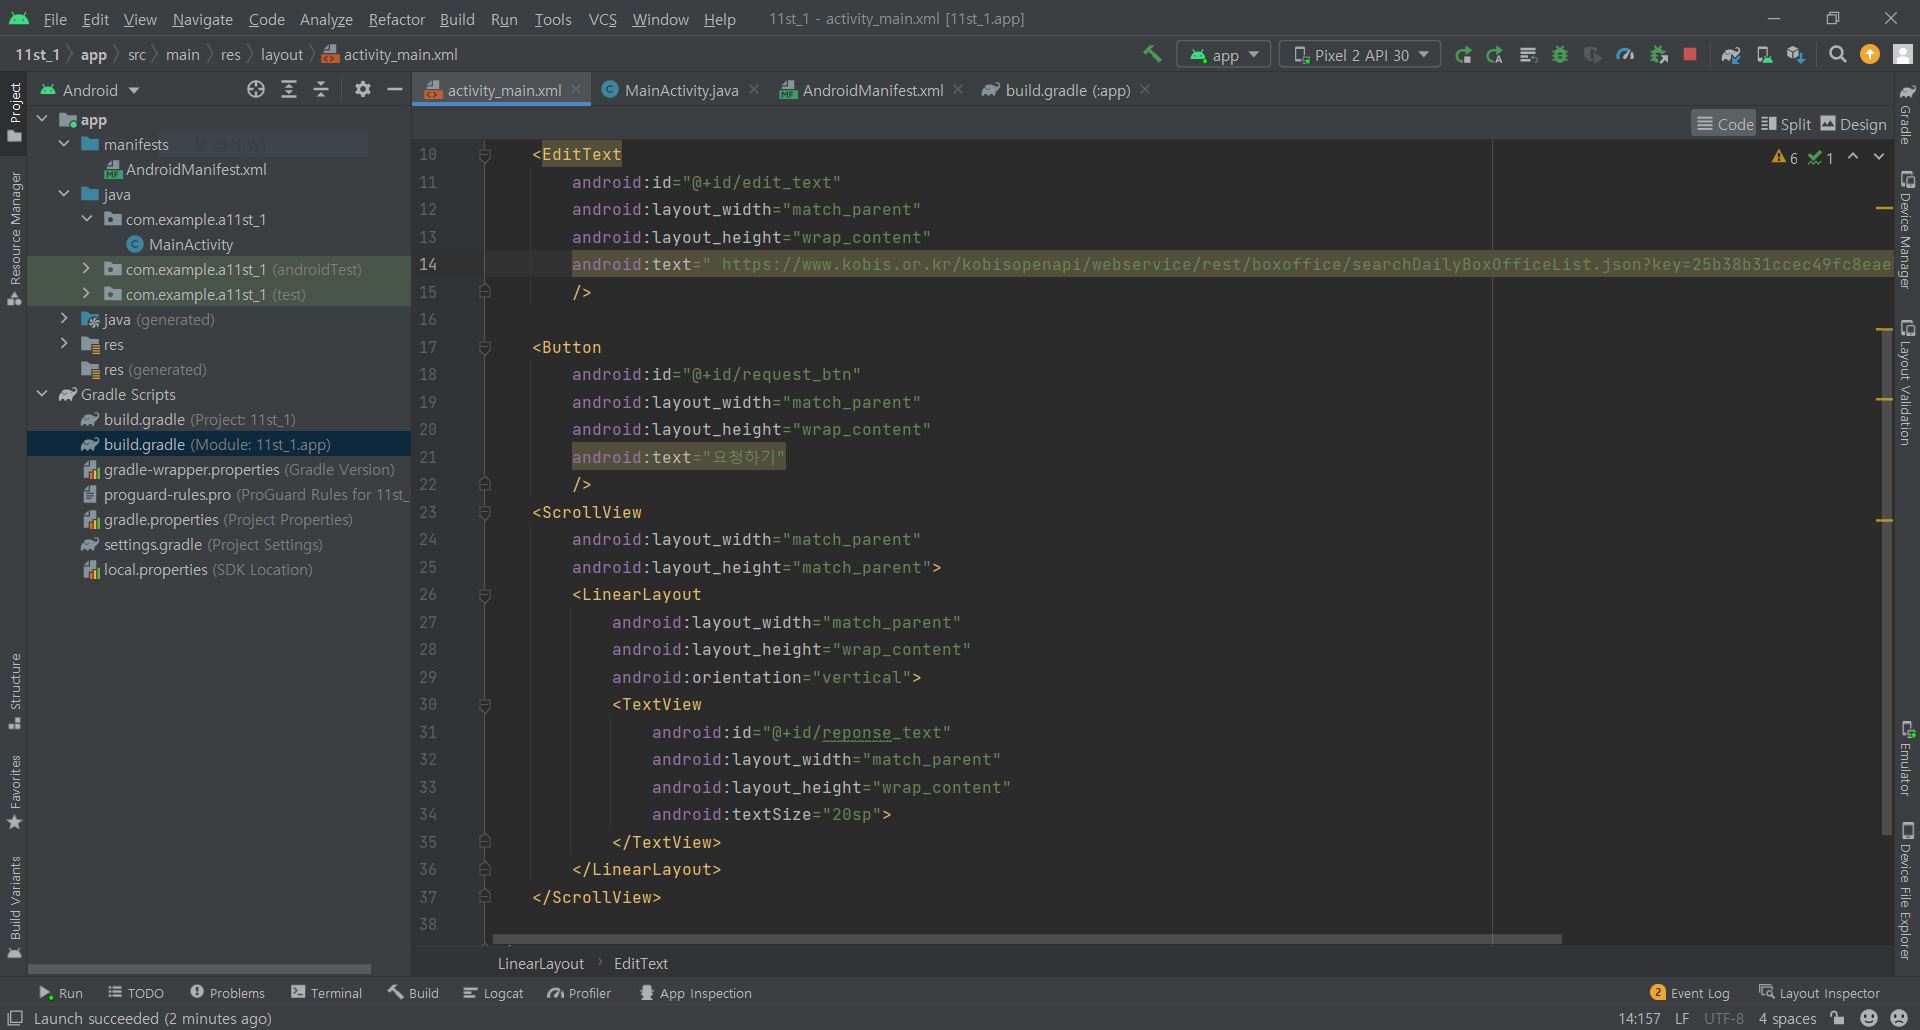 File Edit View Navigate Code Analyze Refactor Build Run Tools VCS Window Help 11st_1 - activity_main.xml [11st_1.app]
11st_1 app src main res layout activity_main.xml app Pixel 2 API 30
Project
Android
activity_main.xml MainActivity.java AndroidManifest.xml build.gradle (:app)
Code Split Design
Gradle
Resource Manager
app
manifests
AndroidManifest.xml
java
com.example.a11st_1
MainActivity
com.example.a11st_1 (androidTest)
com.example.a11st_1 (test)
java (generated)
res
res (generated)
Gradle Scripts
build.gradle (Project: 11st_1)
build.gradle (Module: 11st_1.app)
gradle-wrapper.properties (Gradle Version)
proguard-rules.pro (ProGuard Rules for 11st_
gradle.properties (Project Properties)
settings.gradle (Project Settings)
local.properties (SDK Location)
6 1
10 <EditText
11 android:id="@+id/edit_text"
12 android:layout_width="match_parent"
13 android:layout_height="wrap_content"
14 android:text=" https://www.kobis.or.kr/kobisopenapi/webservice/rest/boxoffice/searchDailyBoxOfficeList.json?key=25b38b31ccec49fc8eae
15 />
16
17 <Button
18 android:id="@+id/request_btn"
19 android:layout_width="match_parent"
20 android:layout_height="wrap_content"
21 android:text="요청하기"
22 />
23 <ScrollView
24 android:layout_width="match_parent"
25 android:layout_height="match_parent">
26 <LinearLayout
27 android:layout_width="match_parent"
28 android:layout_height="wrap_content"
29 android:orientation="vertical">
30 <TextView
31 android:id="@+id/reponse_text"
32 android:layout_width="match_parent"
33 android:layout_height="wrap_content"
34 android:textSize="20sp">
35 </TextView>
36 </LinearLayout>
37 </ScrollView>
38
Device Manager
Layout Validation
Emulator
Device File Explorer
Structure
Favorites
Build Variants
LinearLayout EditText
Run TODO Problems Terminal Build Logcat Profiler App Inspection 2 Event Log Layout Inspector
Launch succeeded (2 minutes ago) 14:157 LF UTF-8 4 spaces